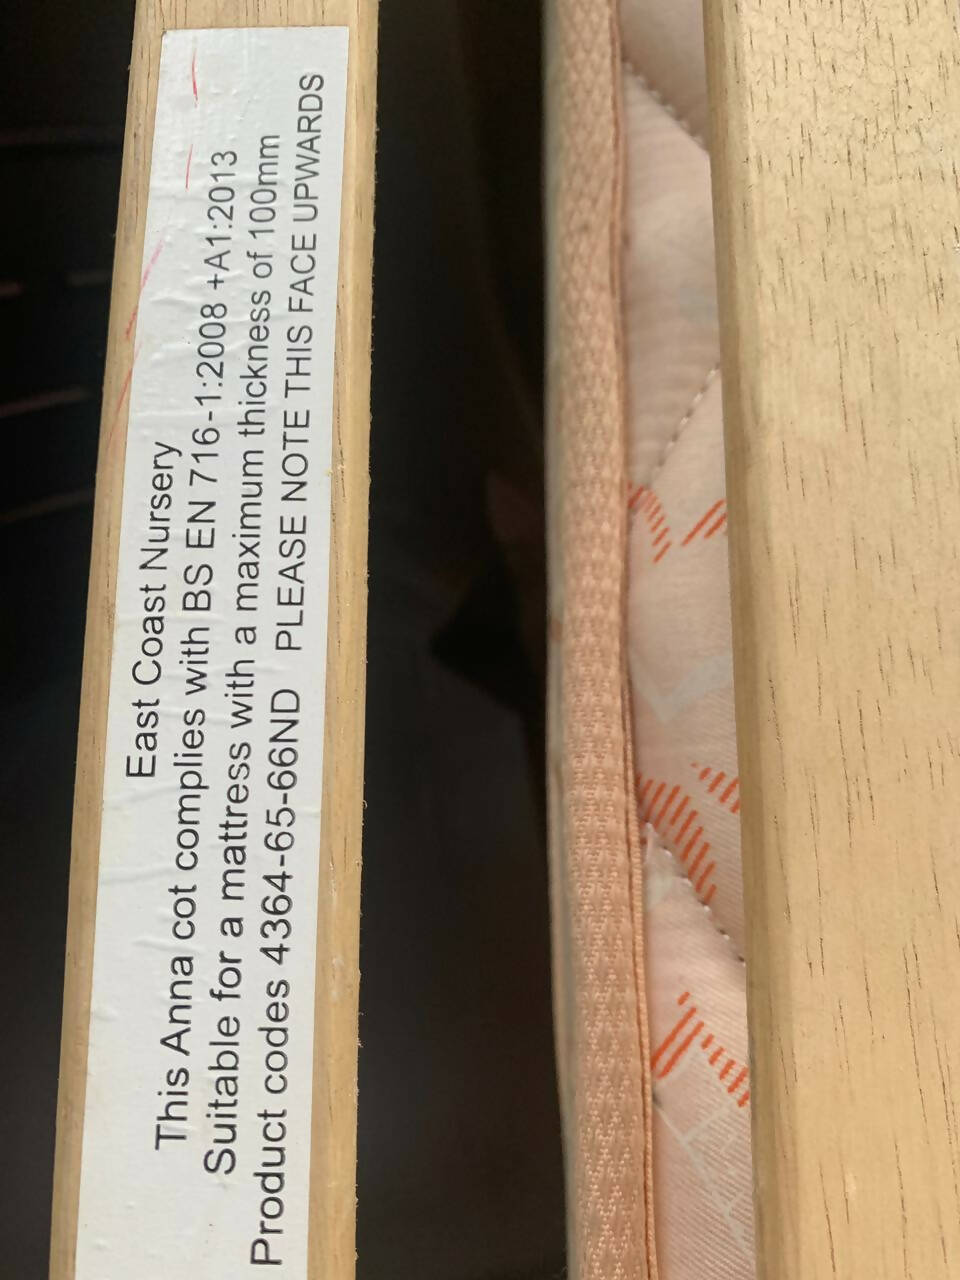 East Coast Nursery
This Anna cot complies with BS EN 716-1:2008 +A1:2013
Suitable for a mattress with a maximum thickness of 100mm
Product codes 4364-65-66ND PLEASE NOTE THIS FACE UPWARDS